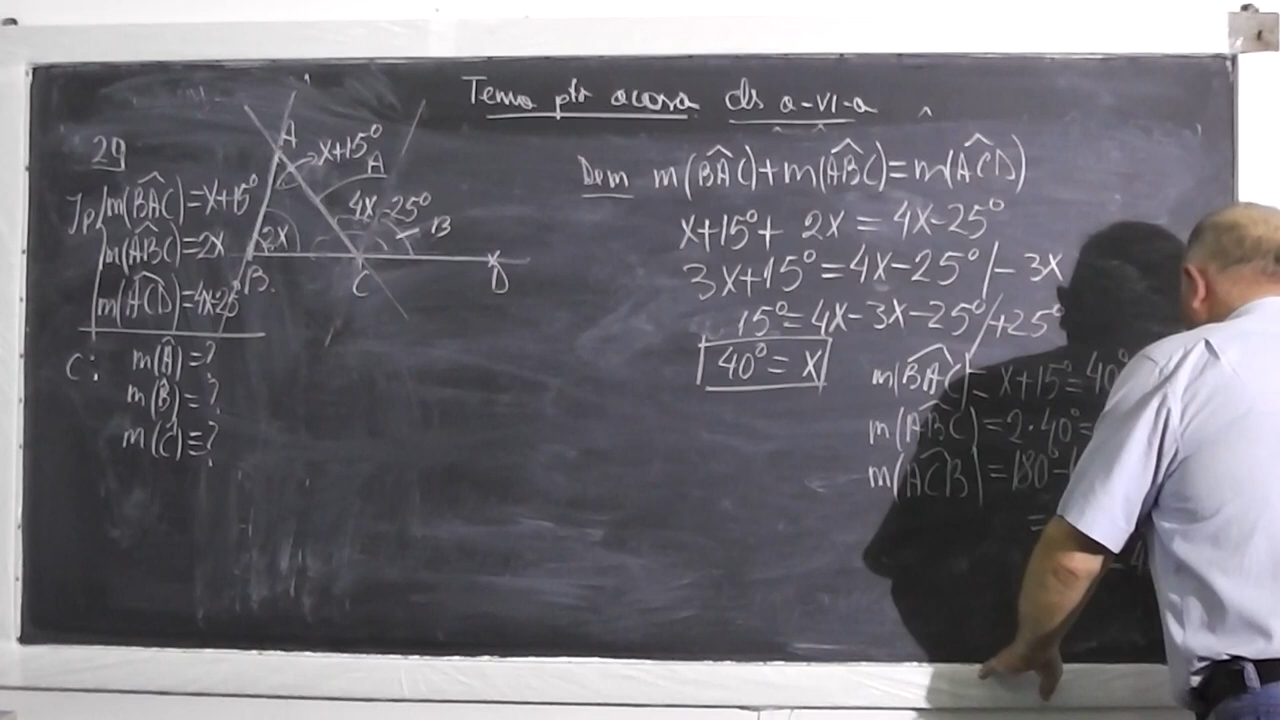 Tema ptr acasa cls a-VI-a
29
Ip m(BÂC)=x+15°
m(ABC)=2x
m(ACD)=4x-25°
C: m(Â)=?
m(B̂)=?
m(Ĉ)=?
A
x+15°
A
4x-25°
B
2x
B
C
D
Dem m(BÂC)+m(ABC)=m(ACD)
x+15°+2x=4x-25°
3x+15°=4x-25° /-3x
15°=4x-3x-25° /+25°
40°=x
m(BAC)=x+15°=40°
m(ABC)=2·40°=
m(ACB)=180°-
=